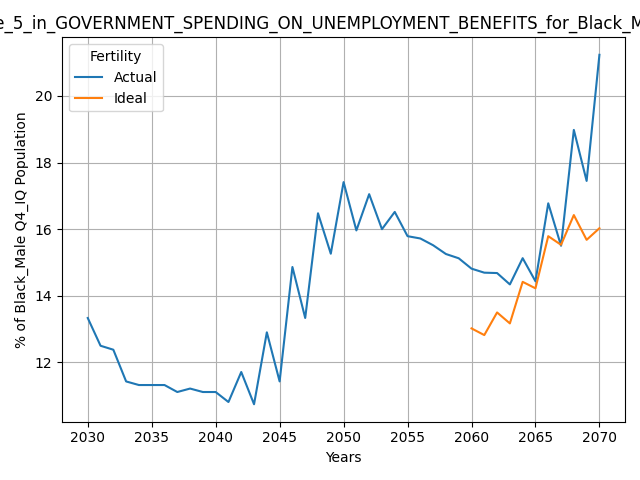 e_5_in_GOVERNMENT_SPENDING_ON_UNEMPLOYMENT_BENEFITS_for_Black_M
Fertility
Actual
Ideal
% of Black_Male Q4_IQ Population
20
18
16
14
12
2030 2035 2040 2045 2050 2055 2060 2065 2070
Years